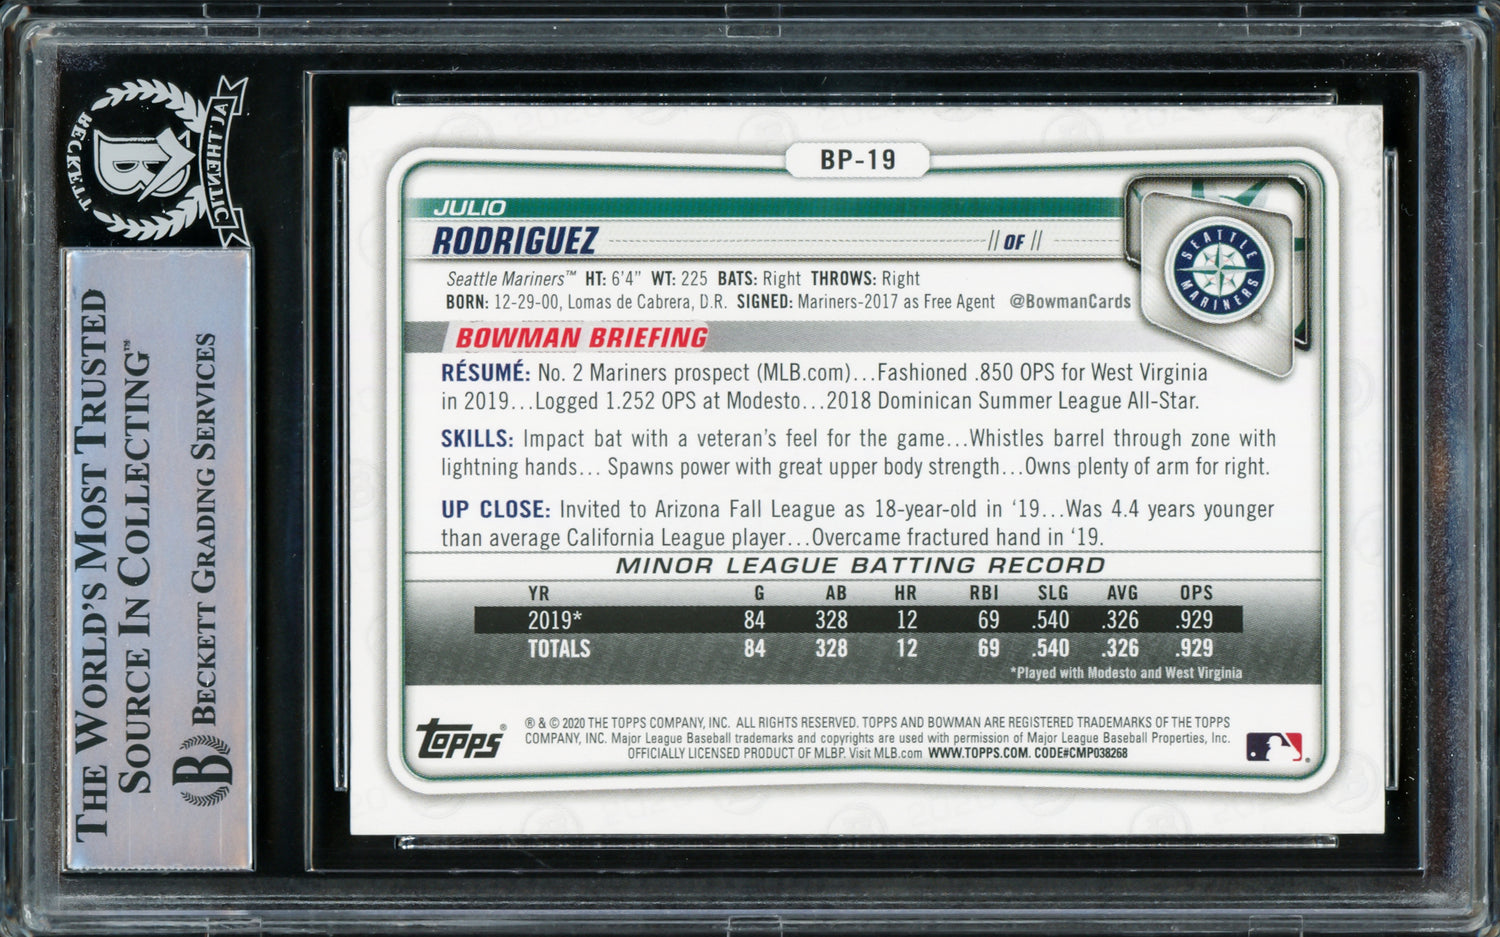 BECKETT
AUTHENTIC
B
THE WORLD'S MOST TRUSTED
SOURCE IN COLLECTING™
B BECKETT GRADING SERVICES
BP-19
JULIO
RODRIGUEZ // OF //
SEATTLE
MARINERS
Seattle Mariners™ HT: 6'4" WT: 225 BATS: Right THROWS: Right
BORN: 12-29-00, Lomas de Cabrera, D.R. SIGNED: Mariners-2017 as Free Agent @BowmanCards
BOWMAN BRIEFING
RÉSUMÉ: No. 2 Mariners prospect (MLB.com)...Fashioned .850 OPS for West Virginia
in 2019...Logged 1.252 OPS at Modesto...2018 Dominican Summer League All-Star.
SKILLS: Impact bat with a veteran's feel for the game...Whistles barrel through zone with
lightning hands... Spawns power with great upper body strength...Owns plenty of arm for right.
UP CLOSE: Invited to Arizona Fall League as 18-year-old in ‘19...Was 4.4 years younger
than average California League player...Overcame fractured hand in ‘19.
MINOR LEAGUE BATTING RECORD
YR G AB HR RBI SLG AVG OPS
2019* 84 328 12 69 .540 .326 .929
TOTALS 84 328 12 69 .540 .326 .929
*Played with Modesto and West Virginia
Topps®
® & © 2020 THE TOPPS COMPANY, INC. ALL RIGHTS RESERVED. TOPPS AND BOWMAN ARE REGISTERED TRADEMARKS OF THE TOPPS
COMPANY, INC. Major League Baseball trademarks and copyrights are used with permission of Major League Baseball Properties, Inc.
OFFICIALLY LICENSED PRODUCT OF MLBP. Visit MLB.com WWW.TOPPS.COM. CODE#CMP038268